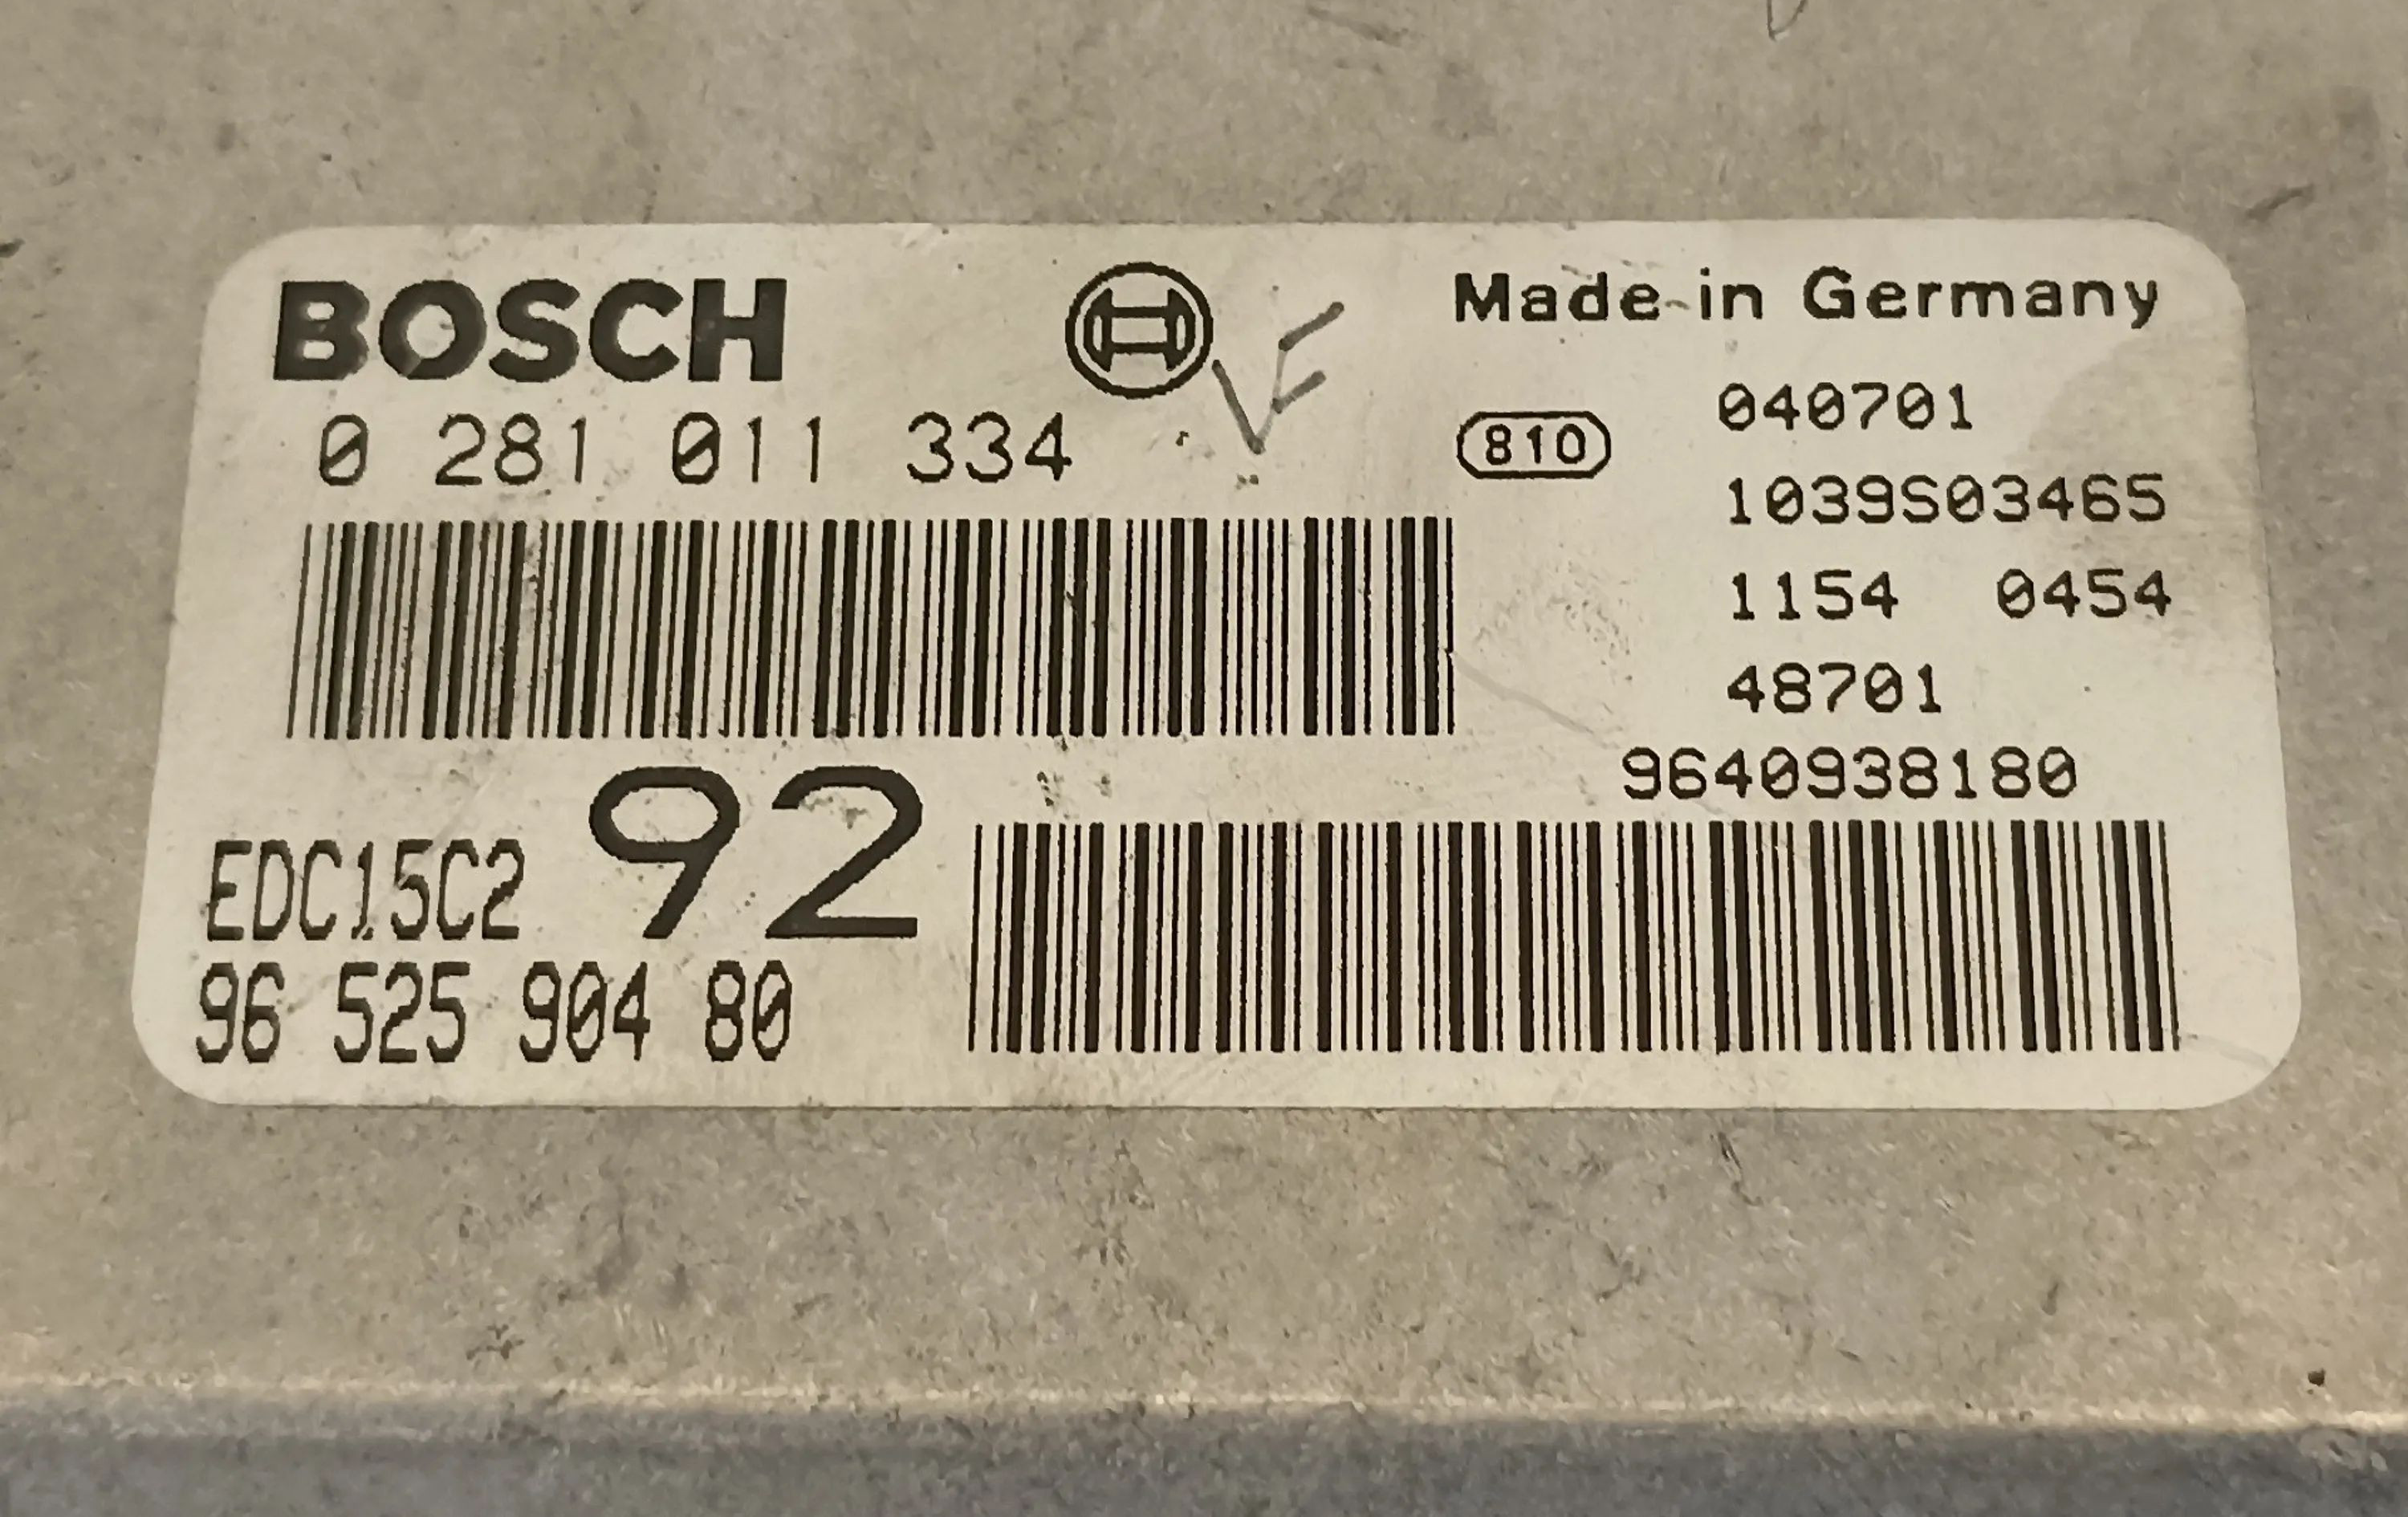 BOSCH
Made in Germany
0 281 011 334
810
040701
1039S03465
1154 0454
48701
9640938180
EDC15C2 92
96 525 904 80